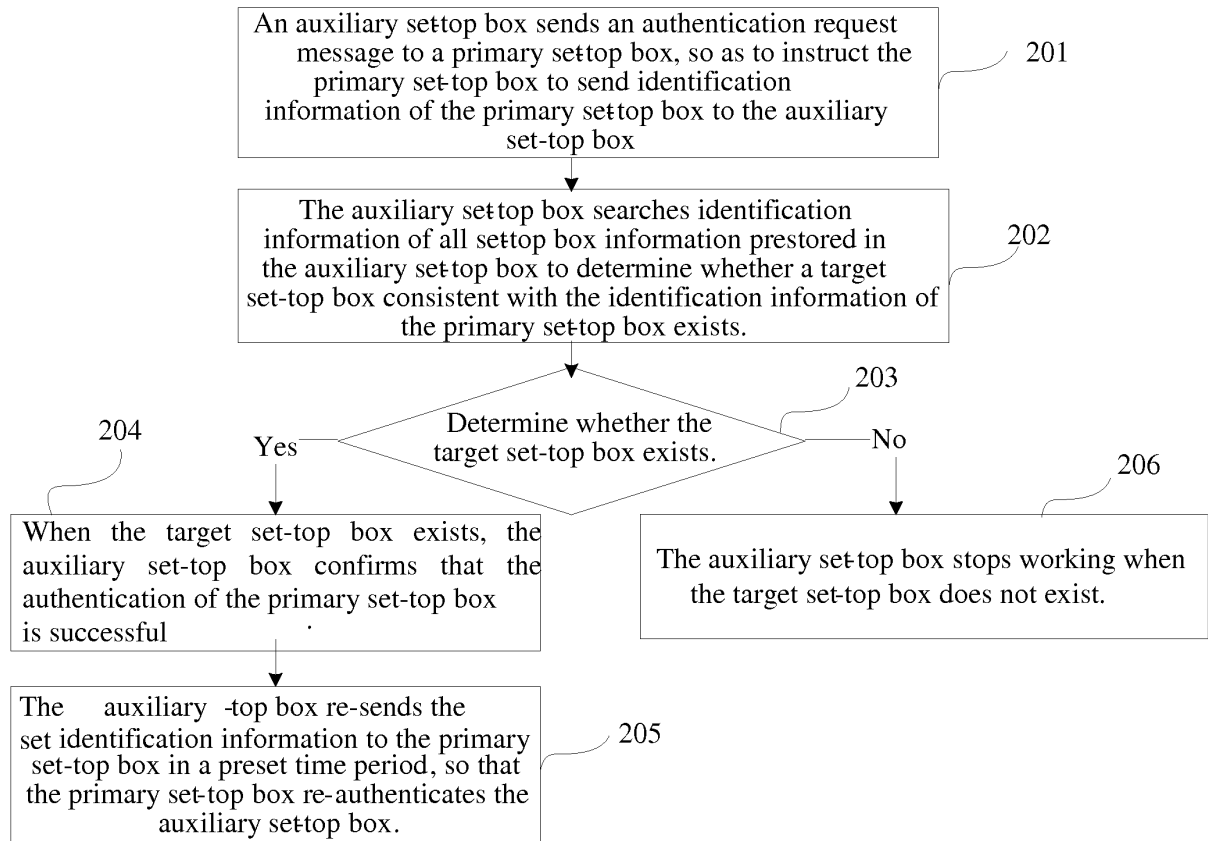 An auxiliary set-top box sends an authentication request
message to a primary set-top box, so as to instruct the
primary set-top box to send identification
information of the primary set-top box to the auxiliary
set-top box
201
The auxiliary set-top box searches identification
information of all set-top box information prestored in
the auxiliary set-top box to determine whether a target
set-top box consistent with the identification information of
the primary set-top box exists.
202
203
Determine whether the
target set-top box exists.
Yes
No
204
206
When the target set-top box exists, the
auxiliary set-top box confirms that the
authentication of the primary set-top box
is successful .
The auxiliary set-top box stops working when
the target set-top box does not exist.
The auxiliary -top box re-sends the
set identification information to the primary
set-top box in a preset time period, so that
the primary set-top box re-authenticates the
auxiliary set-top box.
205